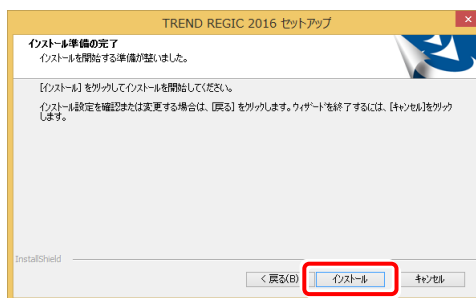 TREND REGIC 2016 セットアップ
インストール準備の完了
インストールを開始する準備が整いました。
[インストール] をクリックしてインストールを開始してください。
インストール設定を確認または変更する場合は、[戻る] をクリックします。ウィザードを終了するには、[キャンセル]をクリック
します。
InstallShield
< 戻る(B)
インストール
キャンセル